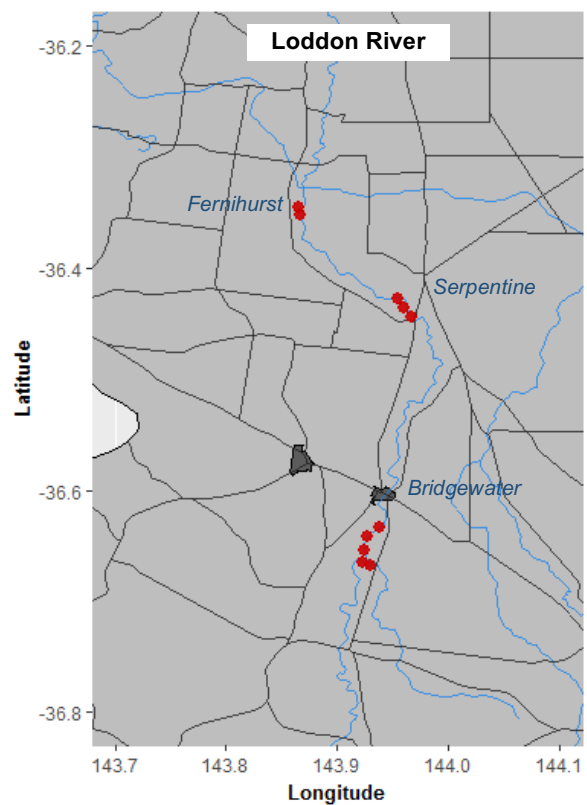 Loddon River
-36.2
Fernihurst
-36.4
Serpentine
Latitude
-36.6
Bridgewater
-36.8
143.7 143.8 143.9 144.0 144.1
Longitude